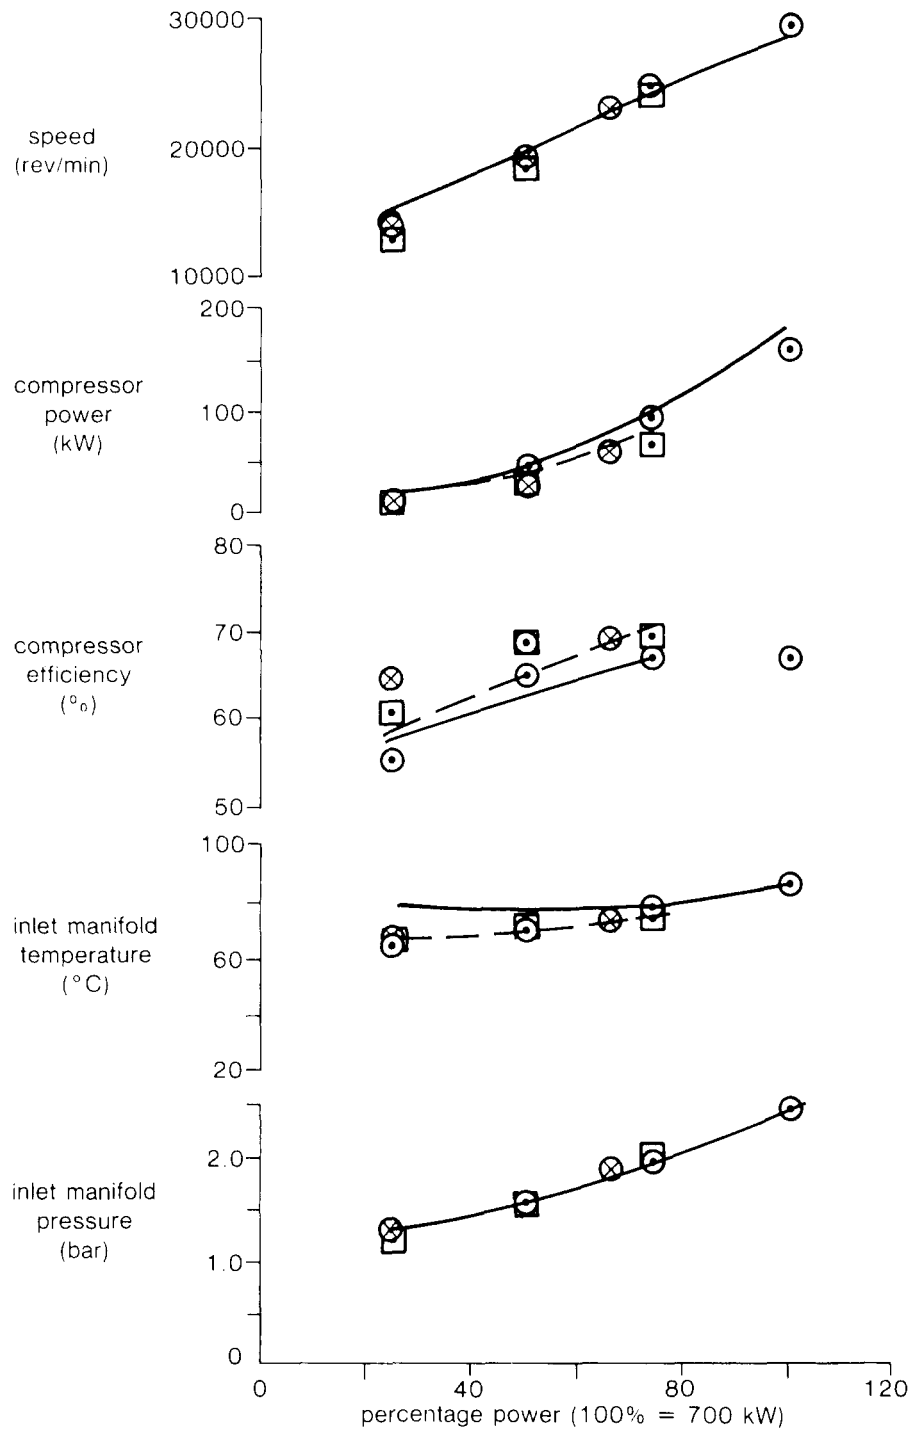 30000
speed
(rev/min)
20000
10000
200
compressor
power
(kW)
100
0
80
compressor
efficiency
(%)
70
60
50
100
inlet manifold
temperature
(°C)
60
20
inlet manifold
pressure
(bar)
2.0
1.0
0
0 40 80 120
percentage power (100% = 700 kW)